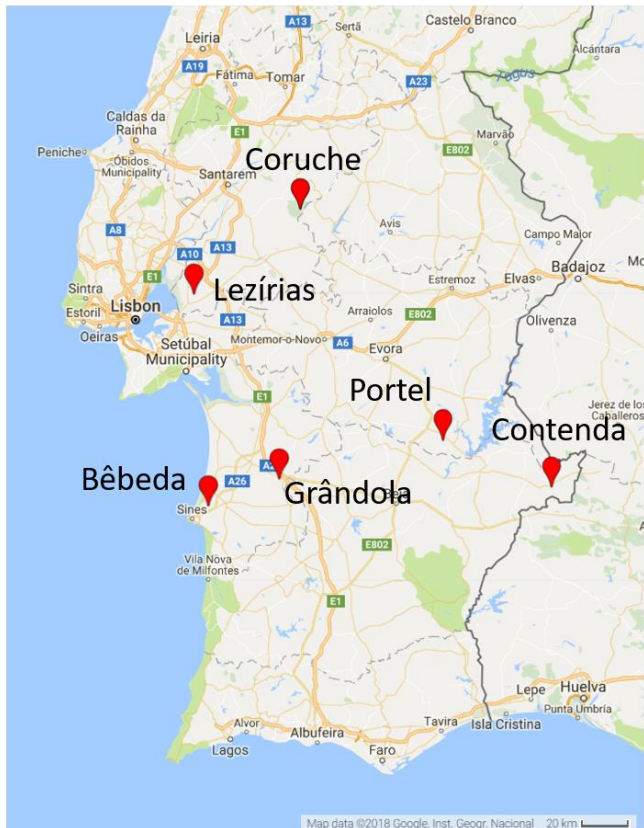 A13
Sertã
Castelo Branco
Leiria
A19
Fátima
Tomar
A23
Alcántara
Tagus
Caldas da
Rainha
E1
Marvão
Peniche
Óbidos
Municipality
Santarem
Coruche
E802
A8
Avis
Campo Maior
A10
A13
E1
Lezírias
Estremoz
Elvas
Badajoz
Sintra
Estoril
Lisbon
Oeiras
A13
Arraiolos
E802
Olivenza
Setúbal
Municipality
Montemor-o-Novo
A6
Evora
Portel
Jerez de los
Caballeros
Contenda
Bêbeda
A26
Grândola
Sines
Vila Nova
de Milfontes
E802
E1
Lepe
Huelva
Punta Umbría
Isla Cristina
Alvor
Lagos
Albufeira
Tavira
Faro
Map data ©2018 Google, Inst. Geogr. Nacional 20 km